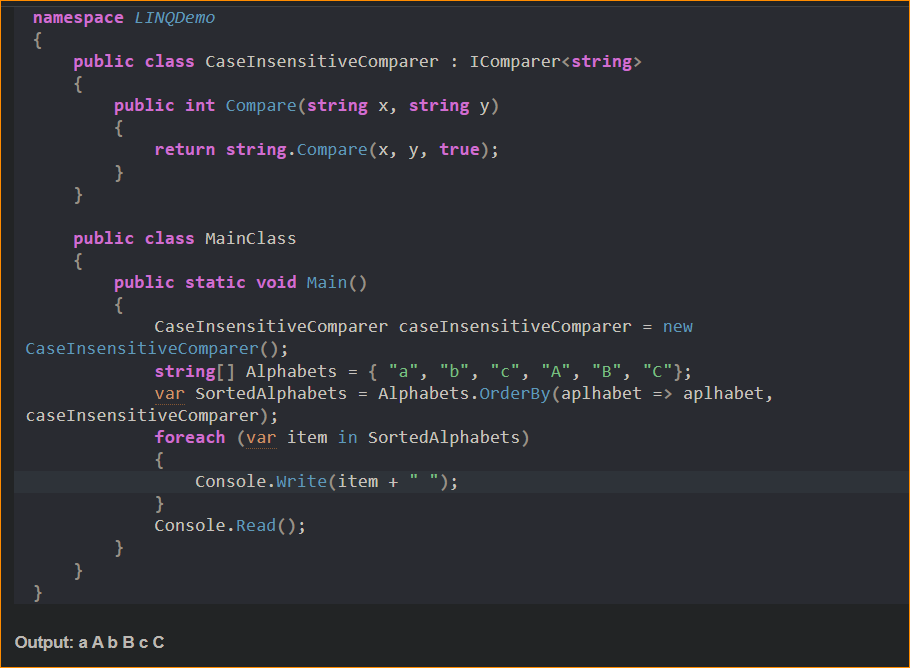 namespace LINQDemo
{
    public class CaseInsensitiveComparer : IComparer<string>
    {
        public int Compare(string x, string y)
        {
            return string.Compare(x, y, true);
        }
    }

    public class MainClass
    {
        public static void Main()
        {
            CaseInsensitiveComparer caseInsensitiveComparer = new
CaseInsensitiveComparer();
            string[] Alphabets = { "a", "b", "c", "A", "B", "C"};
            var SortedAlphabets = Alphabets.OrderBy(aplhabet => aplhabet,
caseInsensitiveComparer);
            foreach (var item in SortedAlphabets)
            {
                Console.Write(item + " ");
            }
            Console.Read();
        }
    }
}
Output: a A b B c C